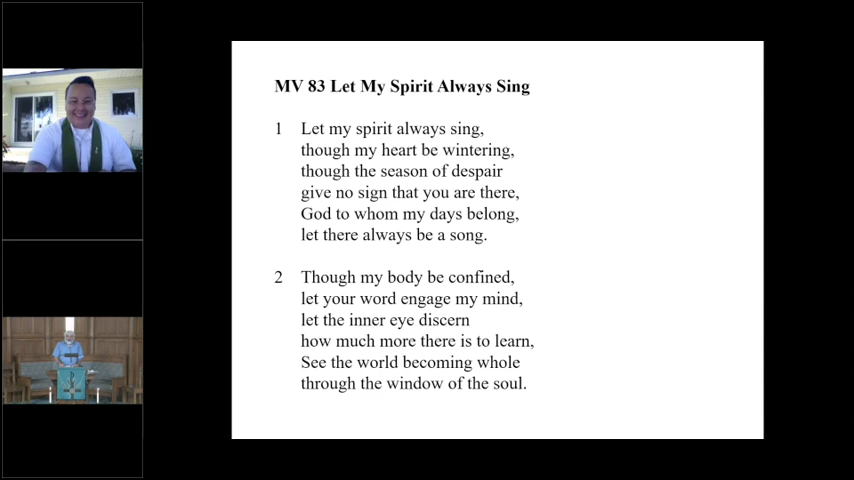 MV 83 Let My Spirit Always Sing
1 Let my spirit always sing,
though my heart be wintering,
though the season of despair
give no sign that you are there,
God to whom my days belong,
let there always be a song.
2 Though my body be confined,
let your word engage my mind,
let the inner eye discern
how much more there is to learn,
See the world becoming whole
through the window of the soul.